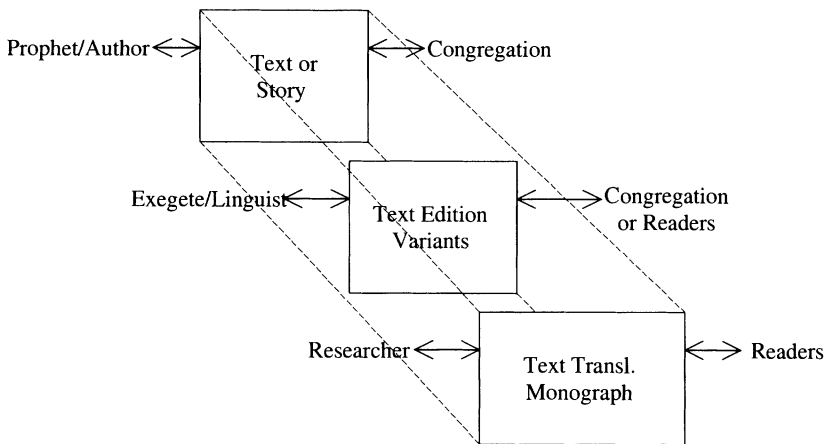 Prophet/Author
Text or
Story
Congregation
Exegete/Linguist
Text Edition
Variants
Congregation
or Readers
Researcher
Text Transl.
Monograph
Readers